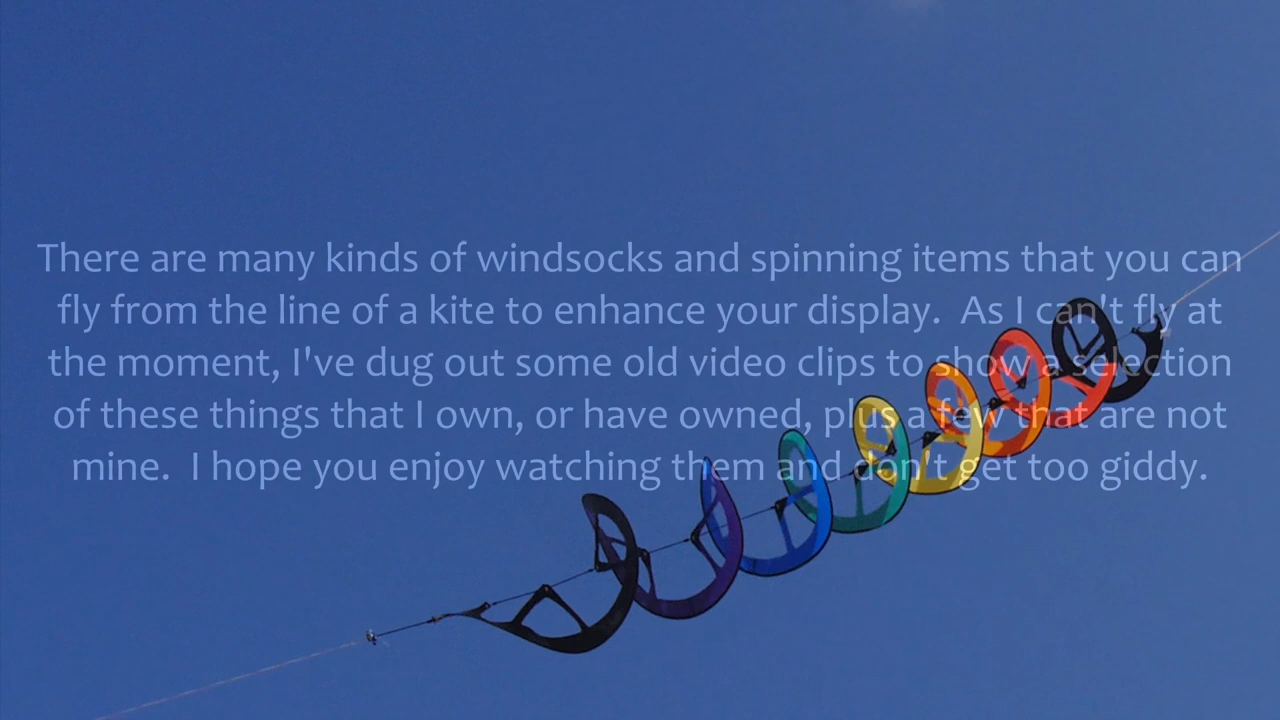 There are many kinds of windsocks and spinning items that you can
fly from the line of a kite to enhance your display.  As I can't fly at
the moment, I've dug out some old video clips to show a selection
of these things that I own, or have owned, plus a few that are not
mine.  I hope you enjoy watching them and don't get too giddy.